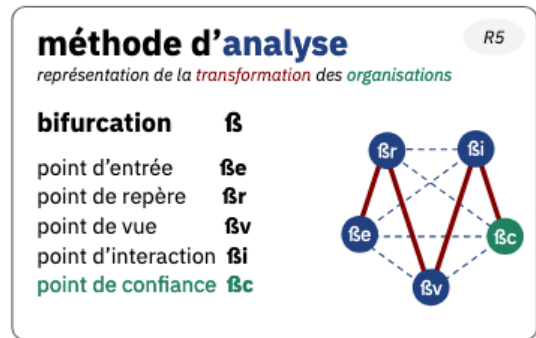 méthode d'analyse
R5
représentation de la transformation des organisations
bifurcation ß
point d'entrée ße
point de repère ßr
point de vue ßv
point d'interaction ßi
point de confiance ßc
ßr
ßi
ße
ßc
ßv